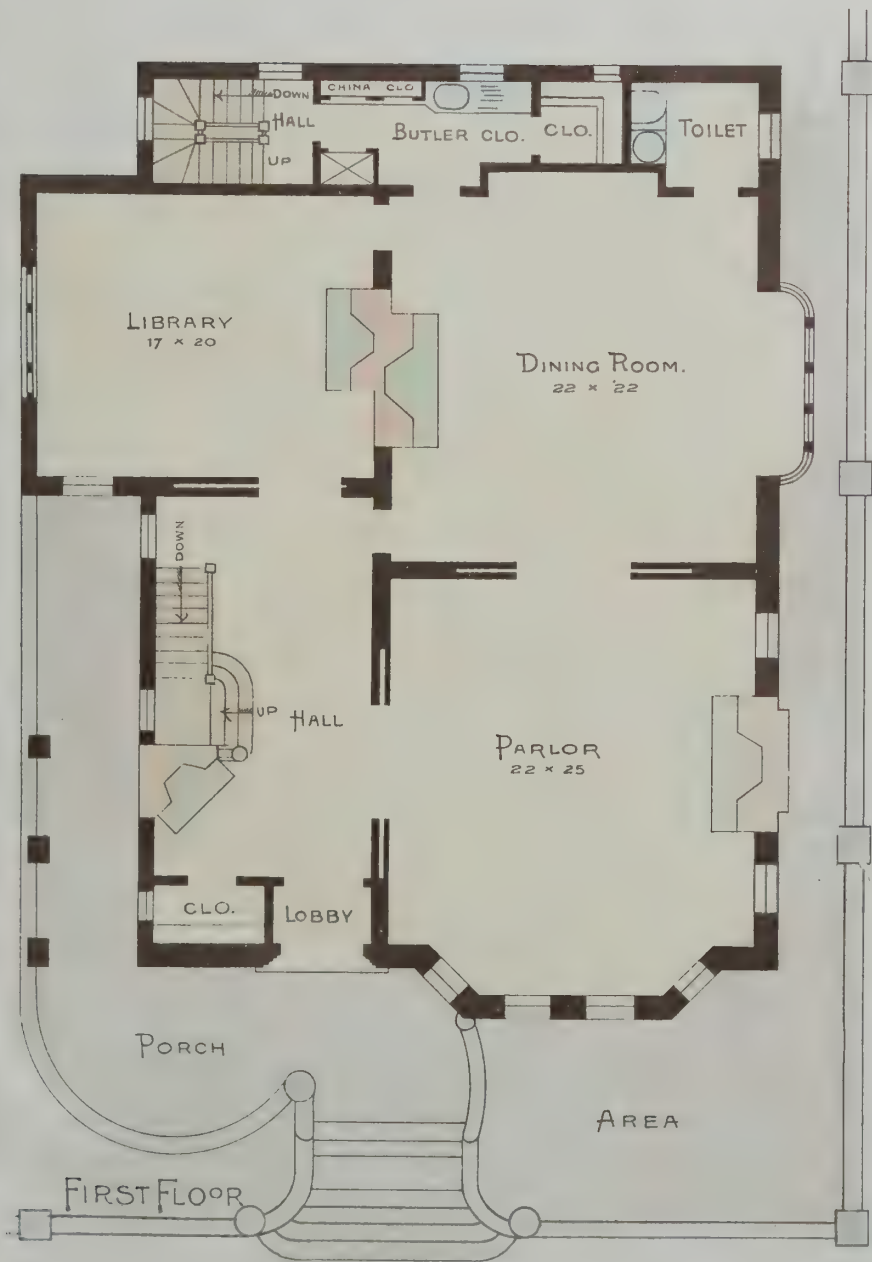 CHINA CLO
DOWN
HALL
UP
BUTLER CLO.
CLO.
TOILET
LIBRARY
17 × 20
DINING ROOM.
22 × 22
DOWN
UP
HALL
PARLOR
22 × 25
CLO.
LOBBY
PORCH
AREA
FIRST FLOOR